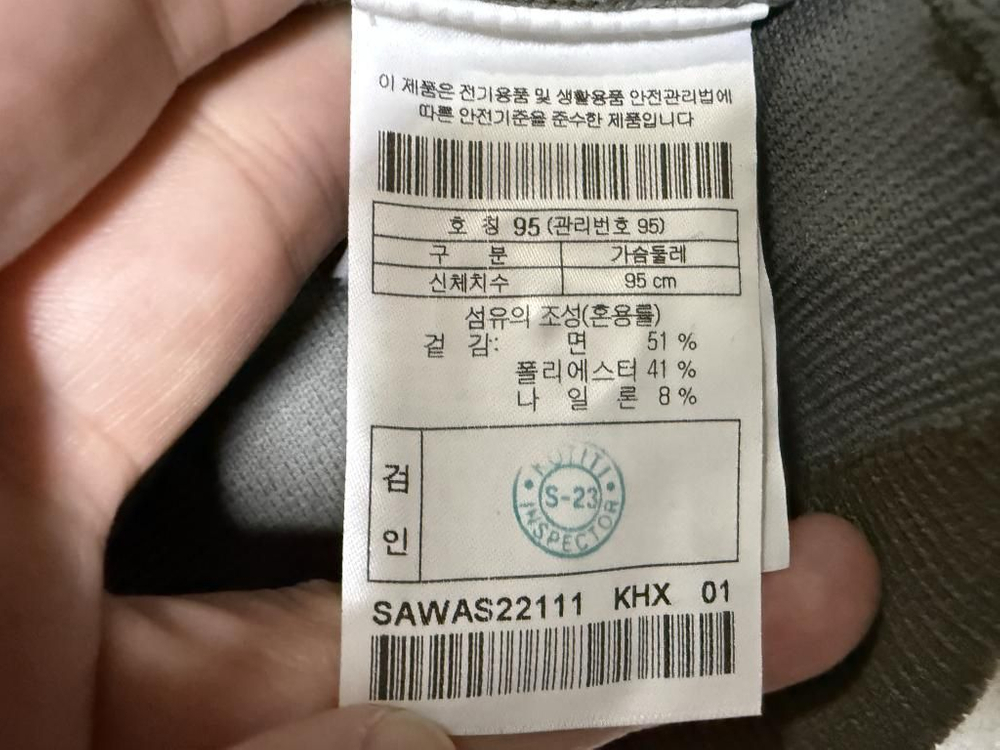 이 제품은 전기용품 및 생활용품 안전관리법에
따른 안전기준을 준수한 제품입니다
호 칭 95 (관리번호 95)
구 분 가슴둘레
신체치수 95 cm
섬유의 조성(혼용률)
겉 감: 면 51 %
폴리에스터 41 %
나 일 론 8 %
검
인
KOTITI
S-23
INSPECTOR
SAWAS22111 KHX 01